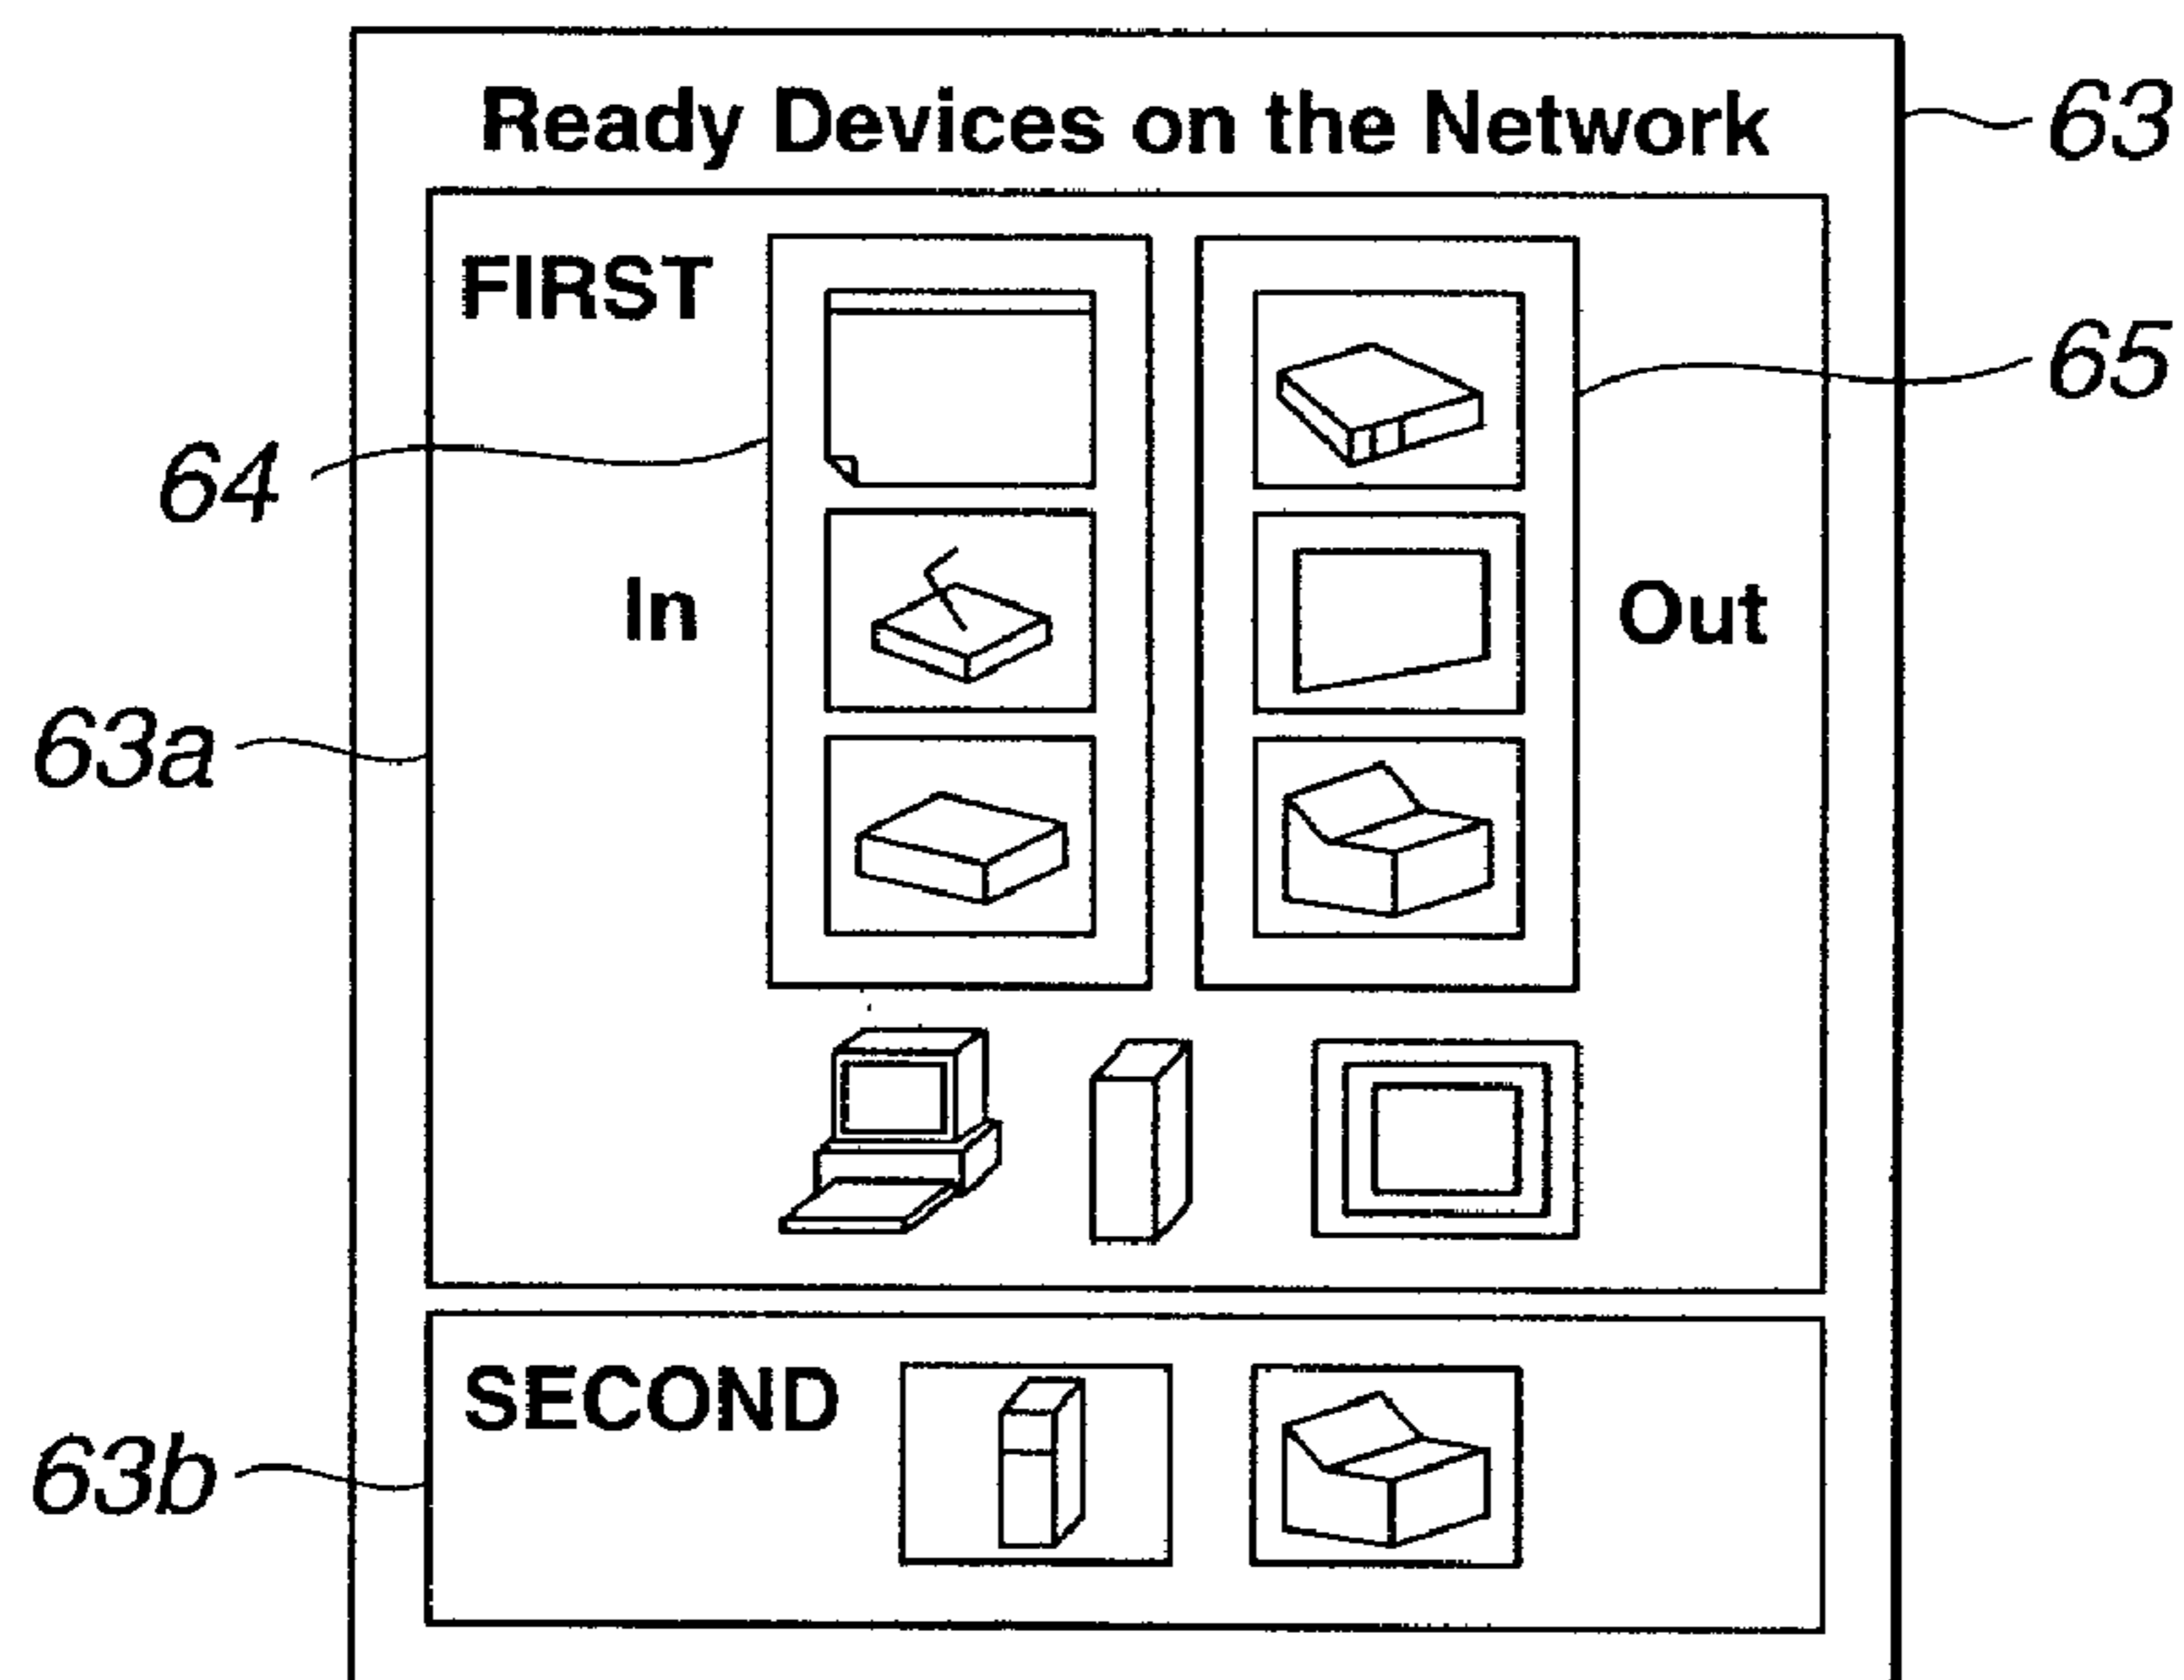 Ready Devices on the Network
63
FIRST
65
64
In
Out
63a
SECOND
63b